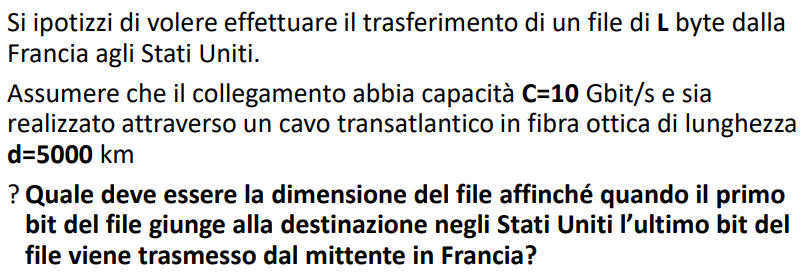 Si ipotizzi di volere effettuare il trasferimento di un file di L byte dalla
Francia agli Stati Uniti.
Assumere che il collegamento abbia capacità C=10 Gbit/s e sia
realizzato attraverso un cavo transatlantico in fibra ottica di lunghezza
d=5000 km
? Quale deve essere la dimensione del file affinché quando il primo
bit del file giunge alla destinazione negli Stati Uniti l’ultimo bit del
file viene trasmesso dal mittente in Francia?